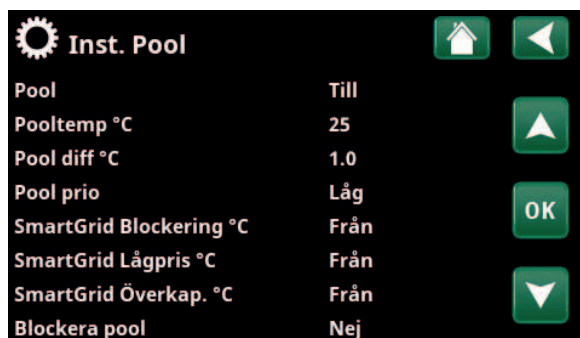 Inst. Pool
Pool Till
Pooltemp °C 25
Pool diff °C 1.0
Pool prio Låg
SmartGrid Blockering °C Från
SmartGrid Lågpris °C Från
SmartGrid Överkap. °C Från
Blockera pool Nej
OK